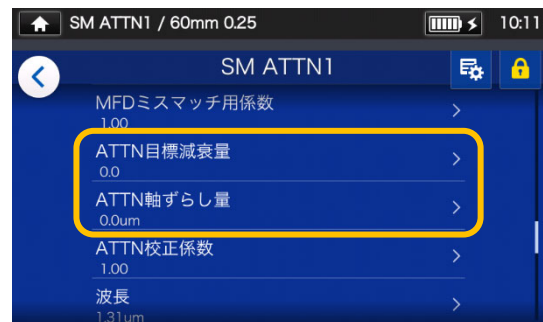 SM ATTN1 / 60mm 0.25 10:11
SM ATTN1
MFDミスマッチ用係数
1.00
ATTN目標減衰量
0.0
ATTN軸ずらし量
0.0um
ATTN校正係数
1.00
波長
1.31um